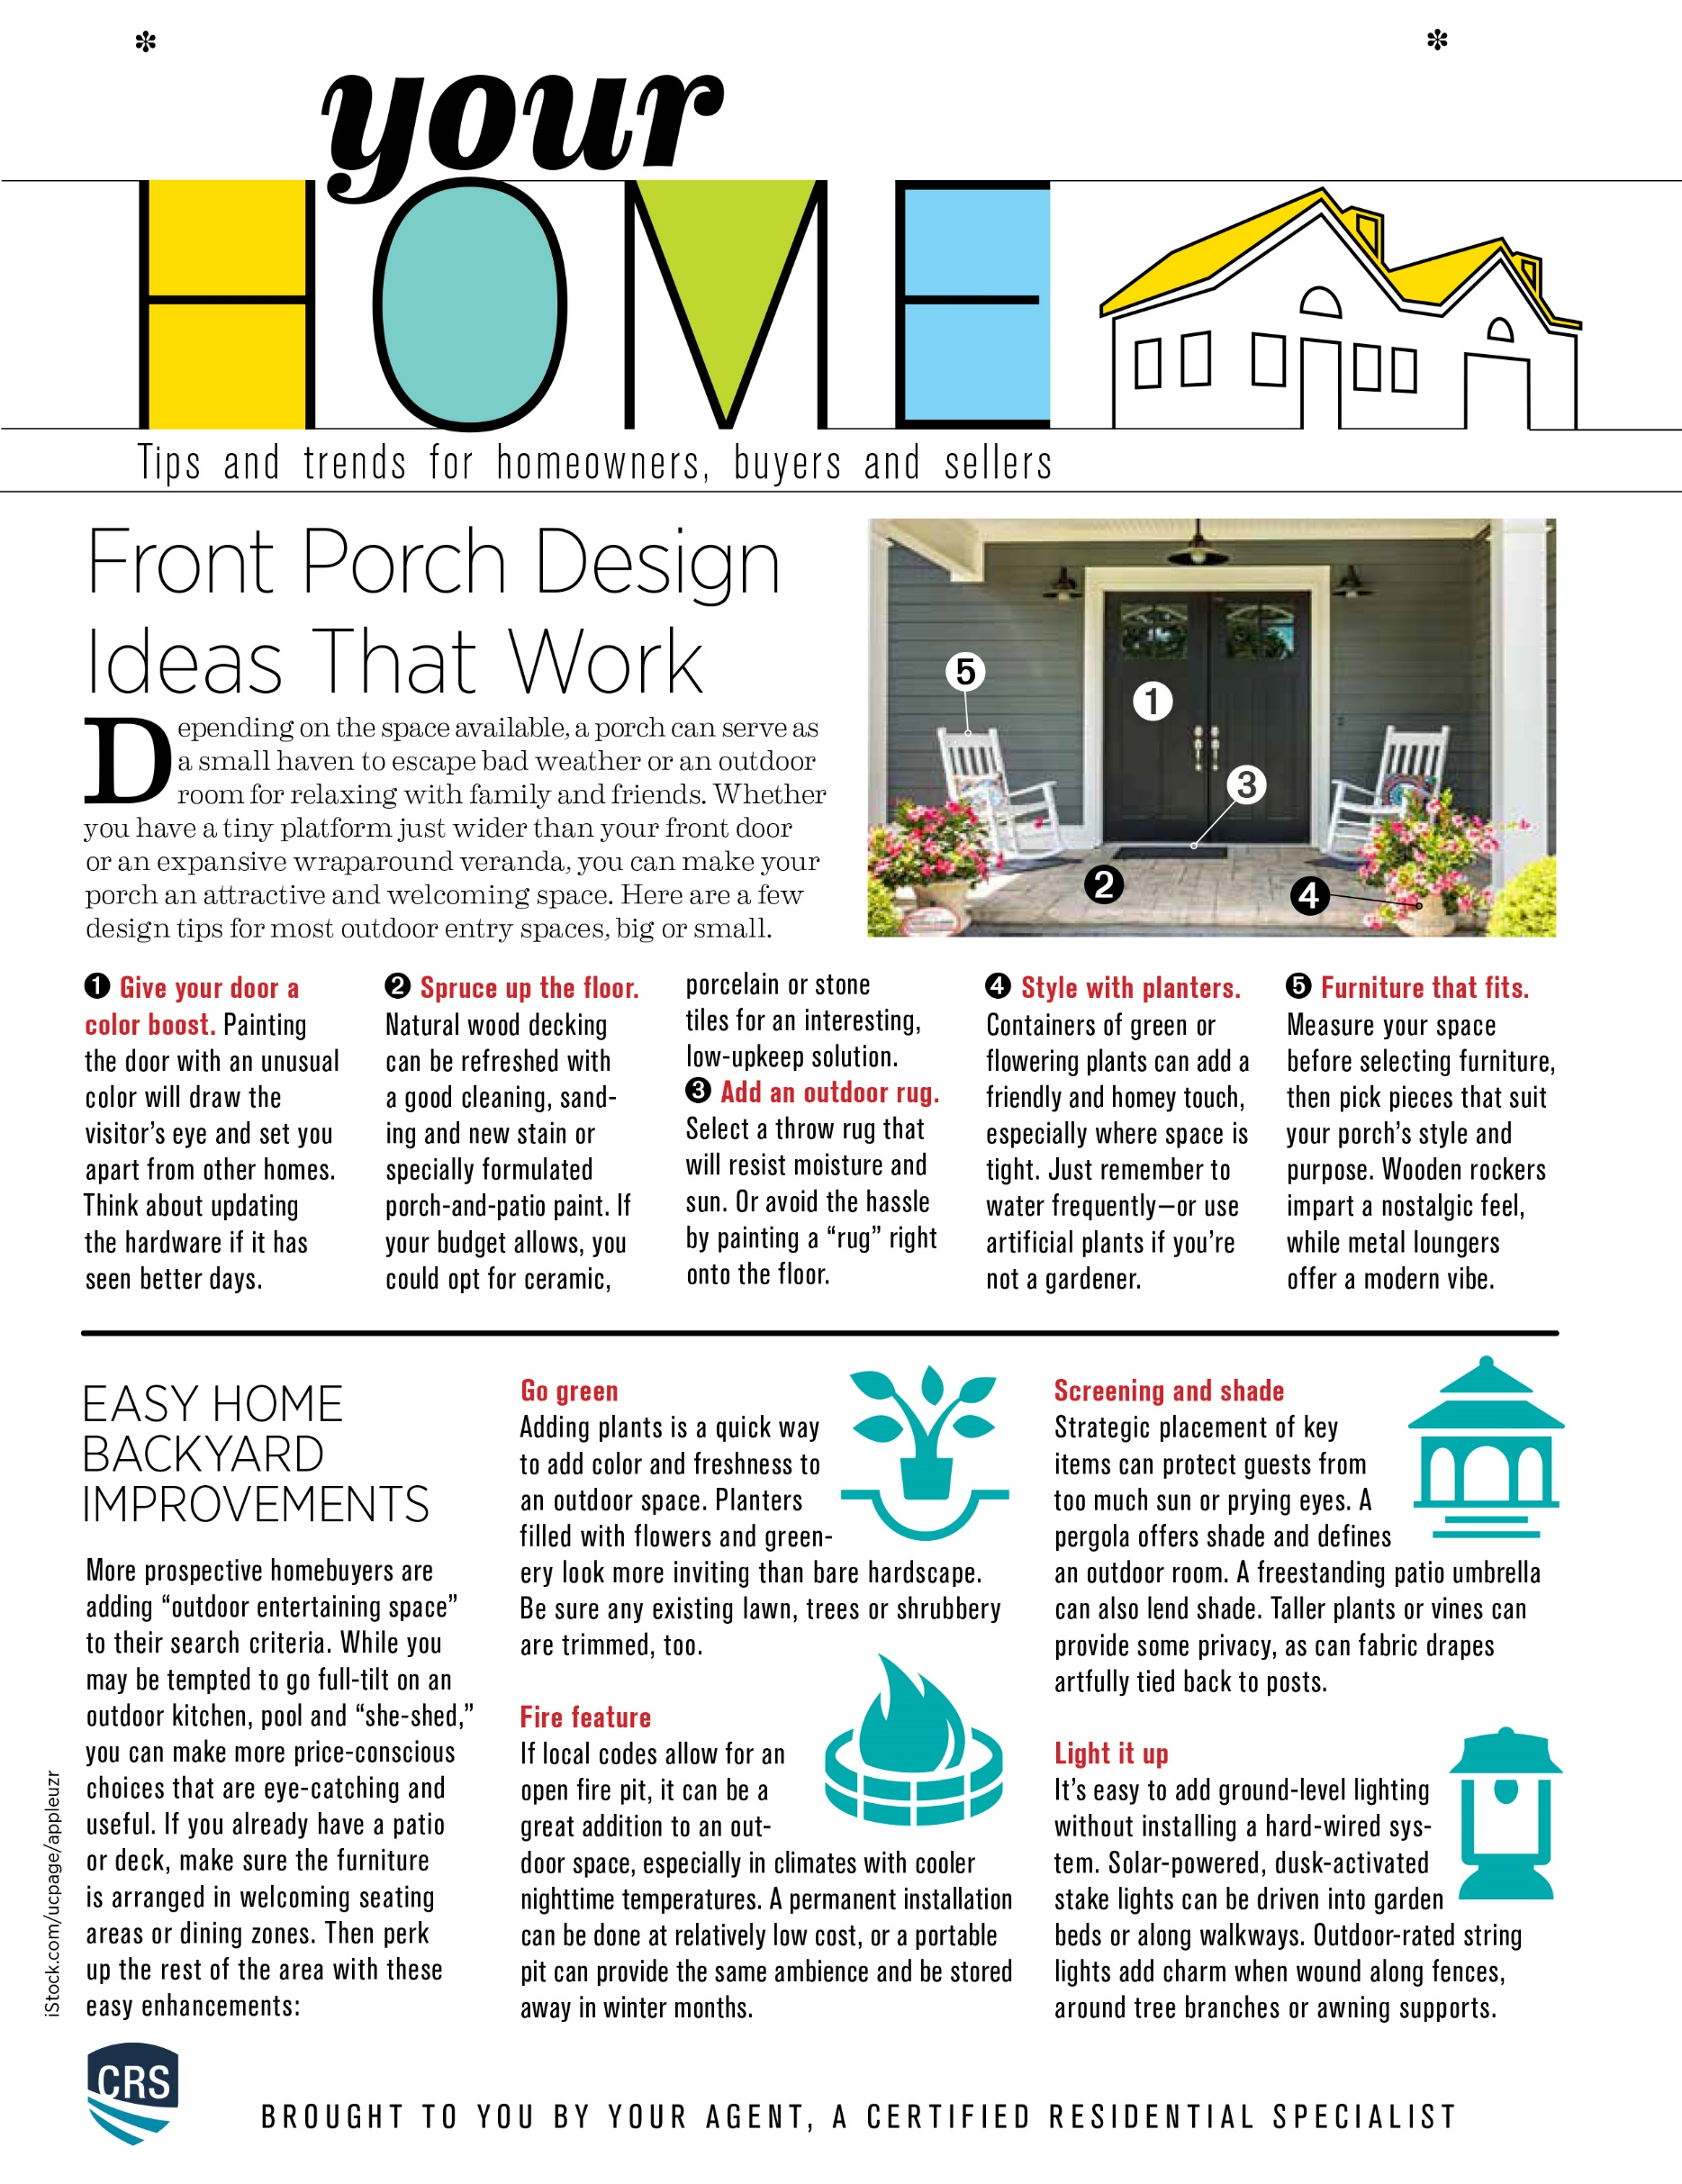 *
*
your
HOME
Tips and trends for homeowners, buyers and sellers
Front Porch Design
Ideas That Work
Depending on the space available, a porch can serve as
a small haven to escape bad weather or an outdoor
room for relaxing with family and friends. Whether
you have a tiny platform just wider than your front door
or an expansive wraparound veranda, you can make your
porch an attractive and welcoming space. Here are a few
design tips for most outdoor entry spaces, big or small.
5
1
3
2
4
1 Give your door a
color boost. Painting
the door with an unusual
color will draw the
visitor's eye and set you
apart from other homes.
Think about updating
the hardware if it has
seen better days.
2 Spruce up the floor.
Natural wood decking
can be refreshed with
a good cleaning, sand-
ing and new stain or
specially formulated
porch-and-patio paint. If
your budget allows, you
could opt for ceramic,
porcelain or stone
tiles for an interesting,
low-upkeep solution.
3 Add an outdoor rug.
Select a throw rug that
will resist moisture and
sun. Or avoid the hassle
by painting a “rug” right
onto the floor.
4 Style with planters.
Containers of green or
flowering plants can add a
friendly and homey touch,
especially where space is
tight. Just remember to
water frequently—or use
artificial plants if you're
not a gardener.
5 Furniture that fits.
Measure your space
before selecting furniture,
then pick pieces that suit
your porch's style and
purpose. Wooden rockers
impart a nostalgic feel,
while metal loungers
offer a modern vibe.
EASY HOME
BACKYARD
IMPROVEMENTS
More prospective homebuyers are
adding “outdoor entertaining space”
to their search criteria. While you
may be tempted to go full-tilt on an
outdoor kitchen, pool and “she-shed,”
you can make more price-conscious
choices that are eye-catching and
useful. If you already have a patio
or deck, make sure the furniture
is arranged in welcoming seating
areas or dining zones. Then perk
up the rest of the area with these
easy enhancements:
Go green
Adding plants is a quick way
to add color and freshness to
an outdoor space. Planters
filled with flowers and green-
ery look more inviting than bare hardscape.
Be sure any existing lawn, trees or shrubbery
are trimmed, too.
Fire feature
If local codes allow for an
open fire pit, it can be a
great addition to an out-
door space, especially in climates with cooler
nighttime temperatures. A permanent installation
can be done at relatively low cost, or a portable
pit can provide the same ambience and be stored
away in winter months.
Screening and shade
Strategic placement of key
items can protect guests from
too much sun or prying eyes. A
pergola offers shade and defines
an outdoor room. A freestanding patio umbrella
can also lend shade. Taller plants or vines can
provide some privacy, as can fabric drapes
artfully tied back to posts.
Light it up
It's easy to add ground-level lighting
without installing a hard-wired sys-
tem. Solar-powered, dusk-activated
stake lights can be driven into garden
beds or along walkways. Outdoor-rated string
lights add charm when wound along fences,
around tree branches or awning supports.
iStock.com/ucpage/appleuzr
CRS
BROUGHT TO YOU BY YOUR AGENT, A CERTIFIED RESIDENTIAL SPECIALIST